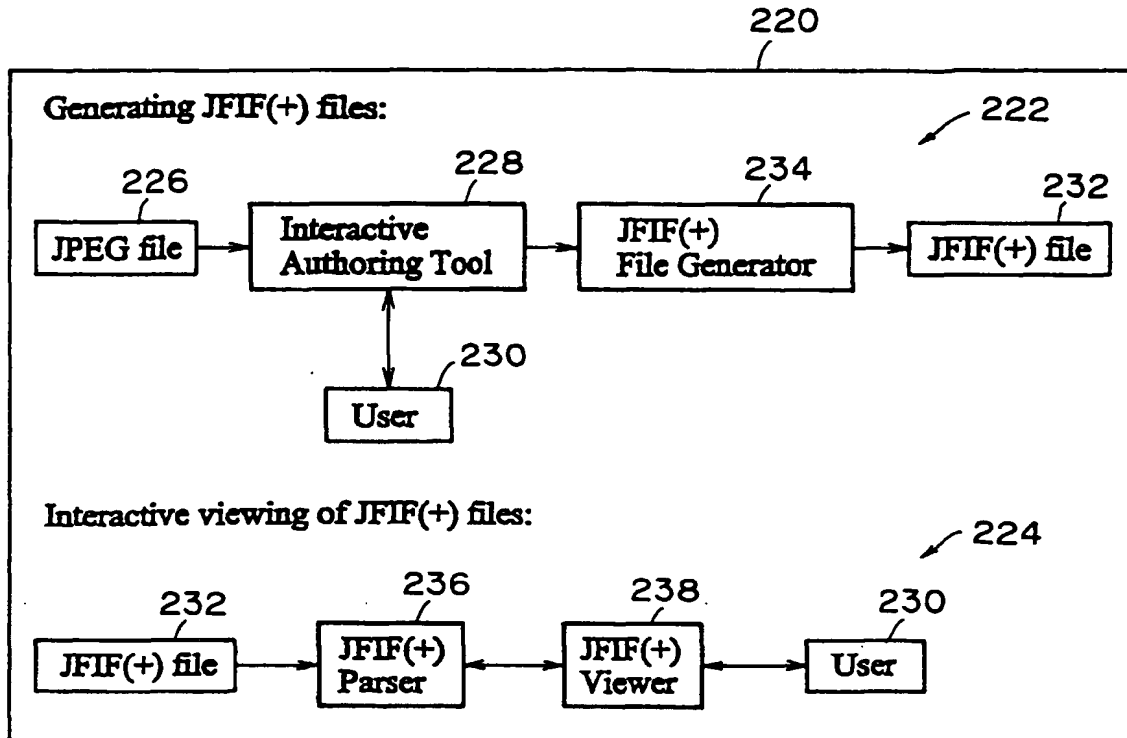 220
Generating JFIF(+) files:
222
226
228
234
232
JPEG file
Interactive
Authoring Tool
JFIF(+)
File Generator
JFIF(+) file
230
User
Interactive viewing of JFIF(+) files:
224
232
236
238
230
JFIF(+) file
JFIF(+)
Parser
JFIF(+)
Viewer
User